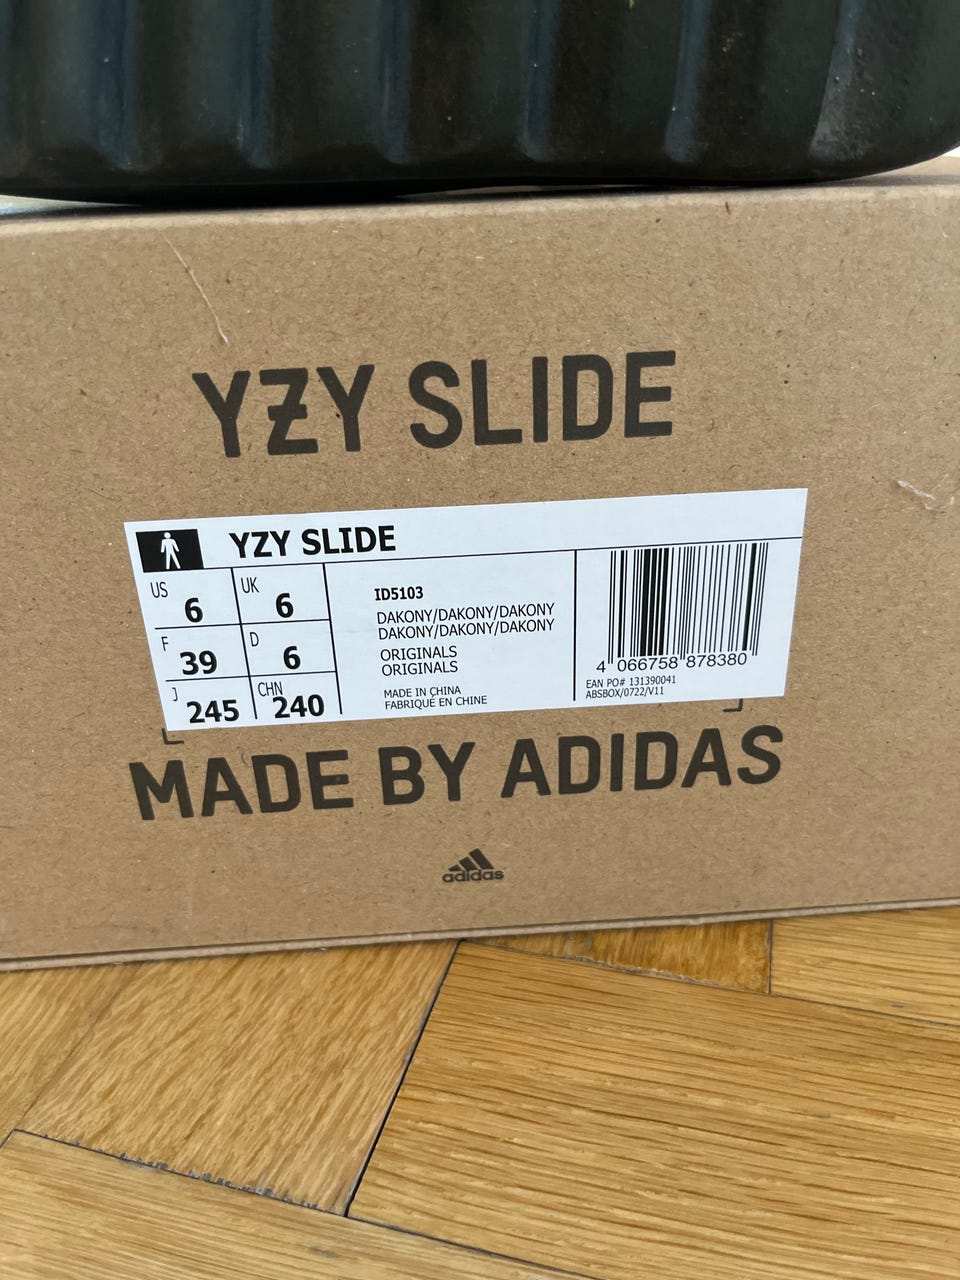 YZY SLIDE
YZY SLIDE
US 6 UK 6
F 39 D 6
J 245 CHN 240
ID5103
DAKONY/DAKONY/DAKONY
DAKONY/DAKONY/DAKONY
ORIGINALS
ORIGINALS
MADE IN CHINA
FABRIQUÉ EN CHINE
4 066758 878380
EAN PO# 131390041
ABSBOX/0722/V11
MADE BY ADIDAS
adidas